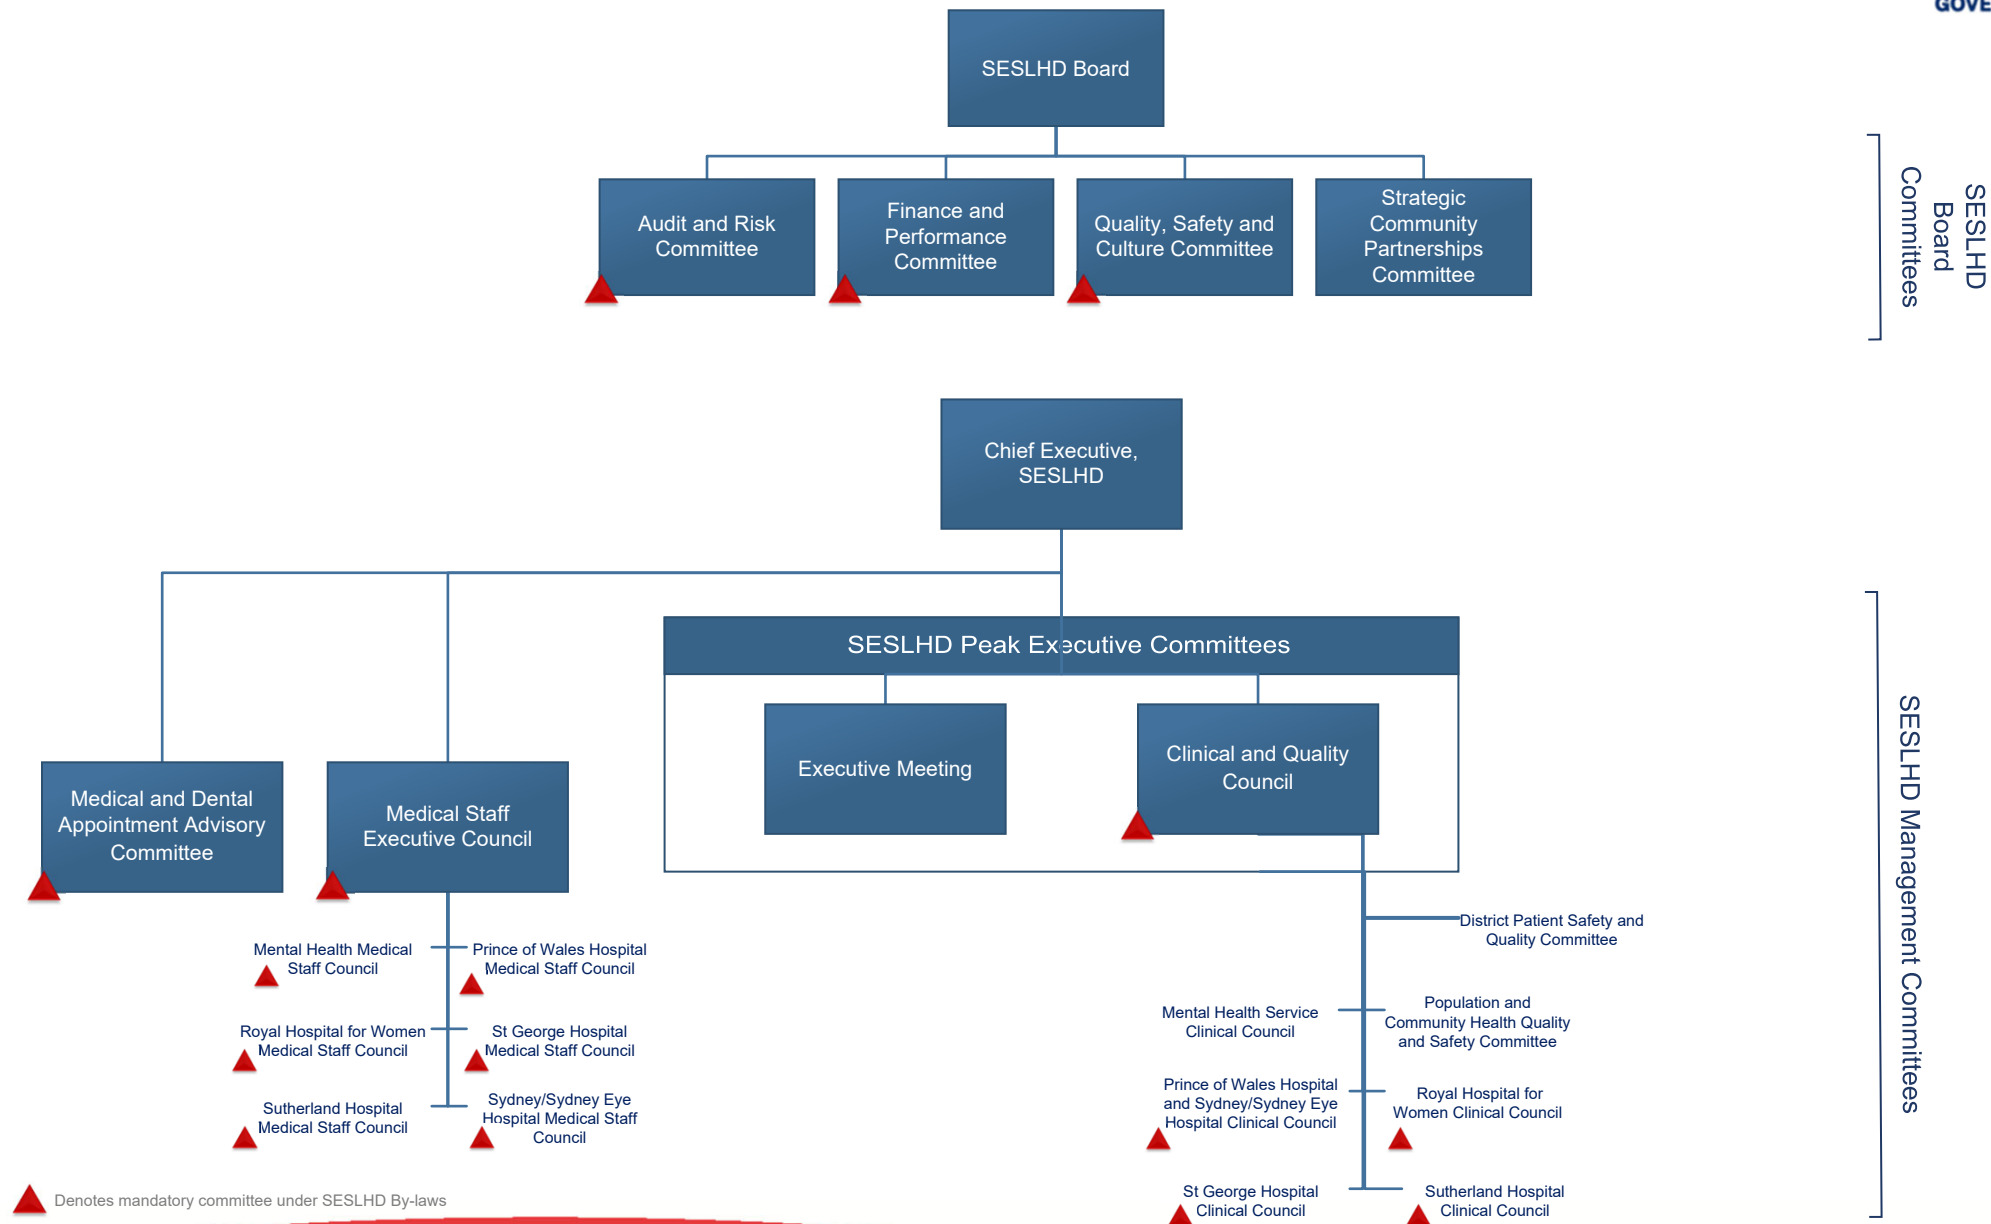 GOVE
SESLHD Board
Audit and Risk
Committee
Finance and
Performance
Committee
Quality, Safety and
Culture Committee
Strategic
Community
Partnerships
Committee
SESLHD
Board
Committees
Chief Executive,
SESLHD
SESLHD Peak Executive Committees
Executive Meeting
Clinical and Quality
Council
Medical and Dental
Appointment Advisory
Committee
Medical Staff
Executive Council
SESLHD Management Committees
Mental Health Medical
Staff Council
Prince of Wales Hospital
Medical Staff Council
Royal Hospital for Women
Medical Staff Council
St George Hospital
Medical Staff Council
Sutherland Hospital
Medical Staff Council
Sydney/Sydney Eye
Hospital Medical Staff
Council
District Patient Safety and
Quality Committee
Mental Health Service
Clinical Council
Population and
Community Health Quality
and Safety Committee
Prince of Wales Hospital
and Sydney/Sydney Eye
Hospital Clinical Council
Royal Hospital for
Women Clinical Council
St George Hospital
Clinical Council
Sutherland Hospital
Clinical Council
Denotes mandatory committee under SESLHD By-laws